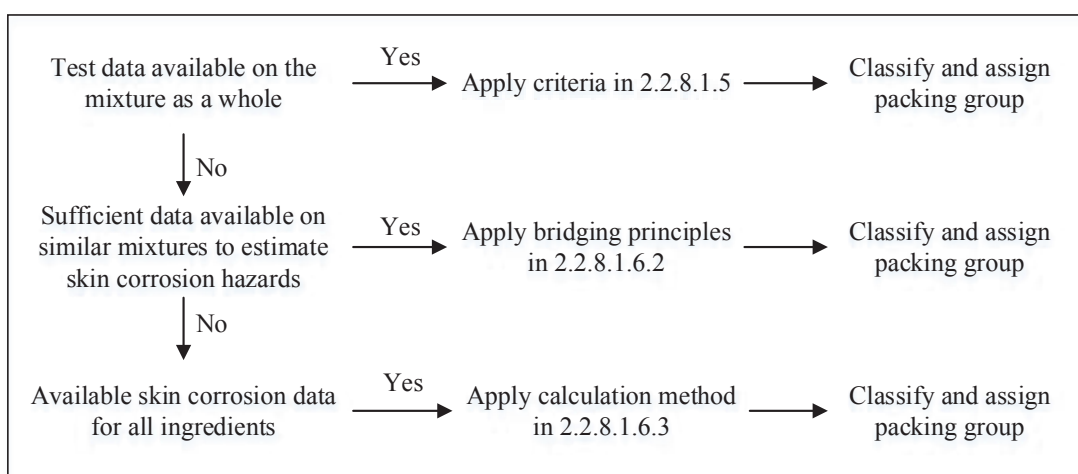 Test data available on the
mixture as a whole
Yes
Apply criteria in 2.2.8.1.5
Classify and assign
packing group
No
Sufficient data available on
similar mixtures to estimate
skin corrosion hazards
Yes
Apply bridging principles
in 2.2.8.1.6.2
Classify and assign
packing group
No
Available skin corrosion data
for all ingredients
Yes
Apply calculation method
in 2.2.8.1.6.3
Classify and assign
packing group